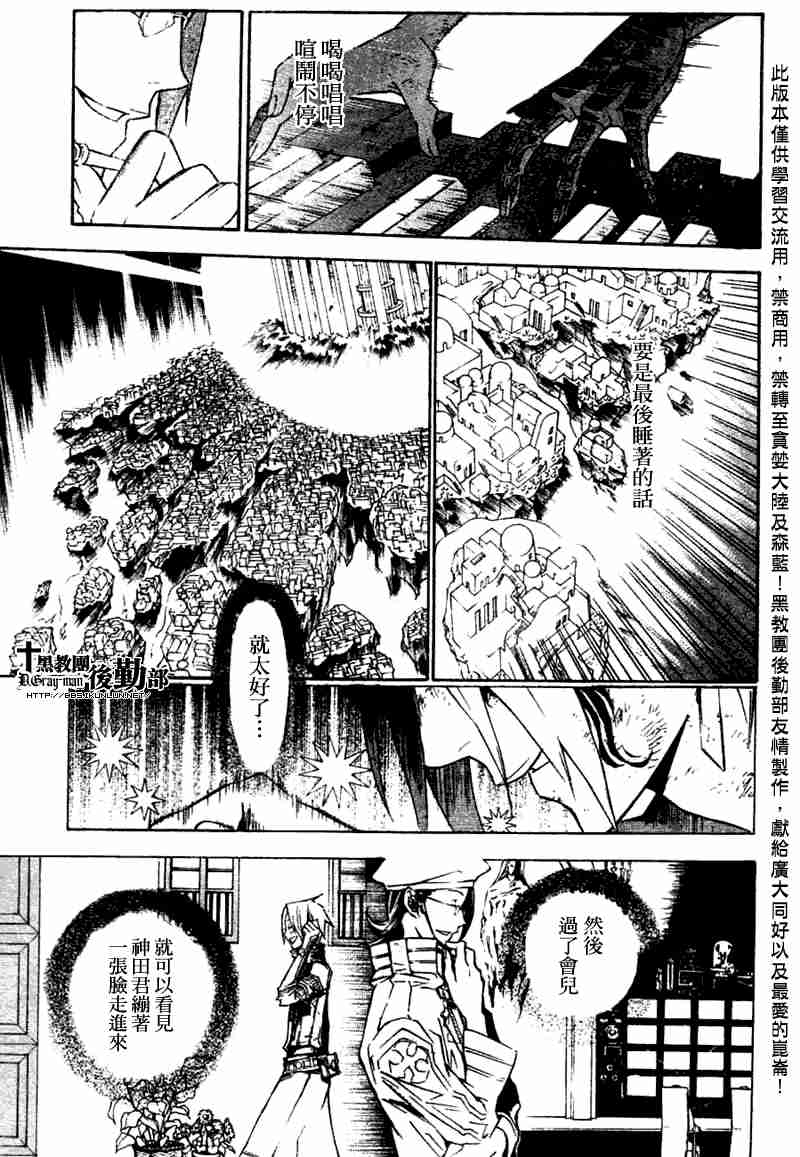 喝喝唱唱
喧鬧不停
要是最後睡著的話
就太好了…
然後
過了會兒
就可以看見
神田君繃著
一張臉走進來
黑教團
後勤部
D.Gray-man
此版本僅供學習交流用，禁商用，禁轉至貪婪大陸及森藍！黑教團後勤部友情製作，獻給廣大同好以及最愛的崑崙！